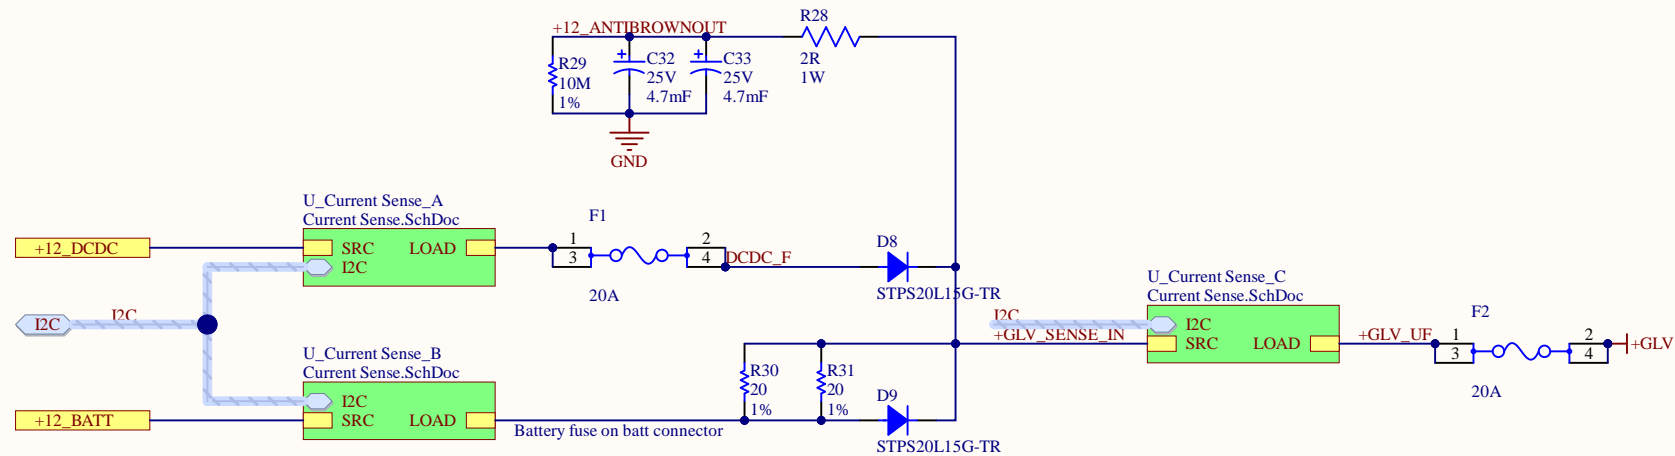 R28
+12_ANTIBROWNOUT
+
+
R29
10M
1%
C32
25V
4.7mF
C33
25V
4.7mF
2R
1W
GND
U_Current Sense_A
Current Sense.SchDoc
+12_DCDC
SRC
LOAD
I2C
F1
1
3
2
4
20A
DCDC_F
D8
STPS20L15G-TR
I2C
I2C
U_Current Sense_B
Current Sense.SchDoc
I2C
+12_BATT
SRC
LOAD
Battery fuse on batt connector
R30
20
1%
R31
20
1%
D9
STPS20L15G-TR
I2C
+GLV_SENSE_IN
U_Current Sense_C
Current Sense.SchDoc
I2C
SRC
LOAD
+GLV_UF
F2
1
3
2
4
20A
+GLV